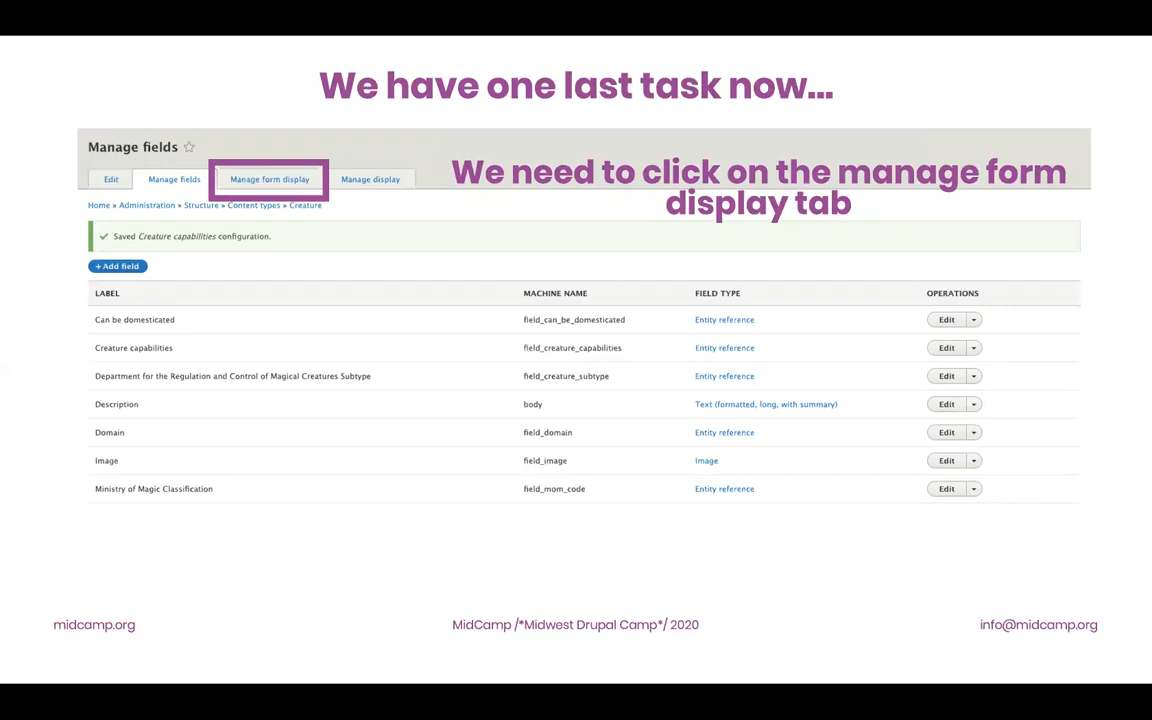 We have one last task now...
Manage fields
Edit Manage fields Manage form display Manage display
We need to click on the manage form
display tab
Home » Administration » Structure » Content types » Creature
Saved Creature capabilities configuration.
+ Add field
LABEL MACHINE NAME FIELD TYPE OPERATIONS
Can be domesticated field_can_be_domesticated Entity reference Edit
Creature capabilities field_creature_capabilities Entity reference Edit
Department for the Regulation and Control of Magical Creatures Subtype field_creature_subtype Entity reference Edit
Description body Text (formatted, long, with summary) Edit
Domain field_domain Entity reference Edit
Image field_image Image Edit
Ministry of Magic Classification field_mom_code Entity reference Edit
midcamp.org MidCamp /*Midwest Drupal Camp*/ 2020 info@midcamp.org